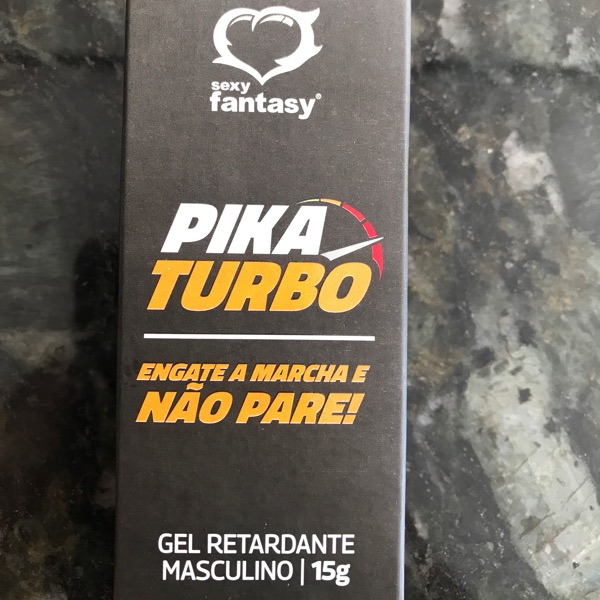 sexy
fantasy®
PIKA
TURBO
ENGATE A MARCHA E
NÃO PARE!
GEL RETARDANTE
MASCULINO | 15g